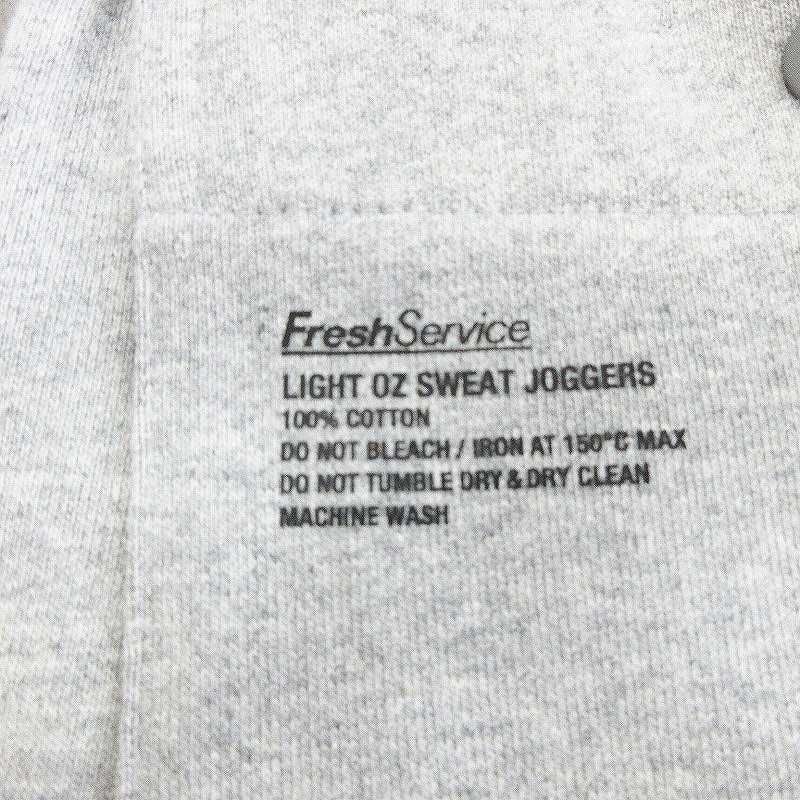 FreshService
LIGHT OZ SWEAT JOGGERS
100% COTTON
DO NOT BLEACH / IRON AT 150°C MAX
DO NOT TUMBLE DRY & DRY CLEAN
MACHINE WASH